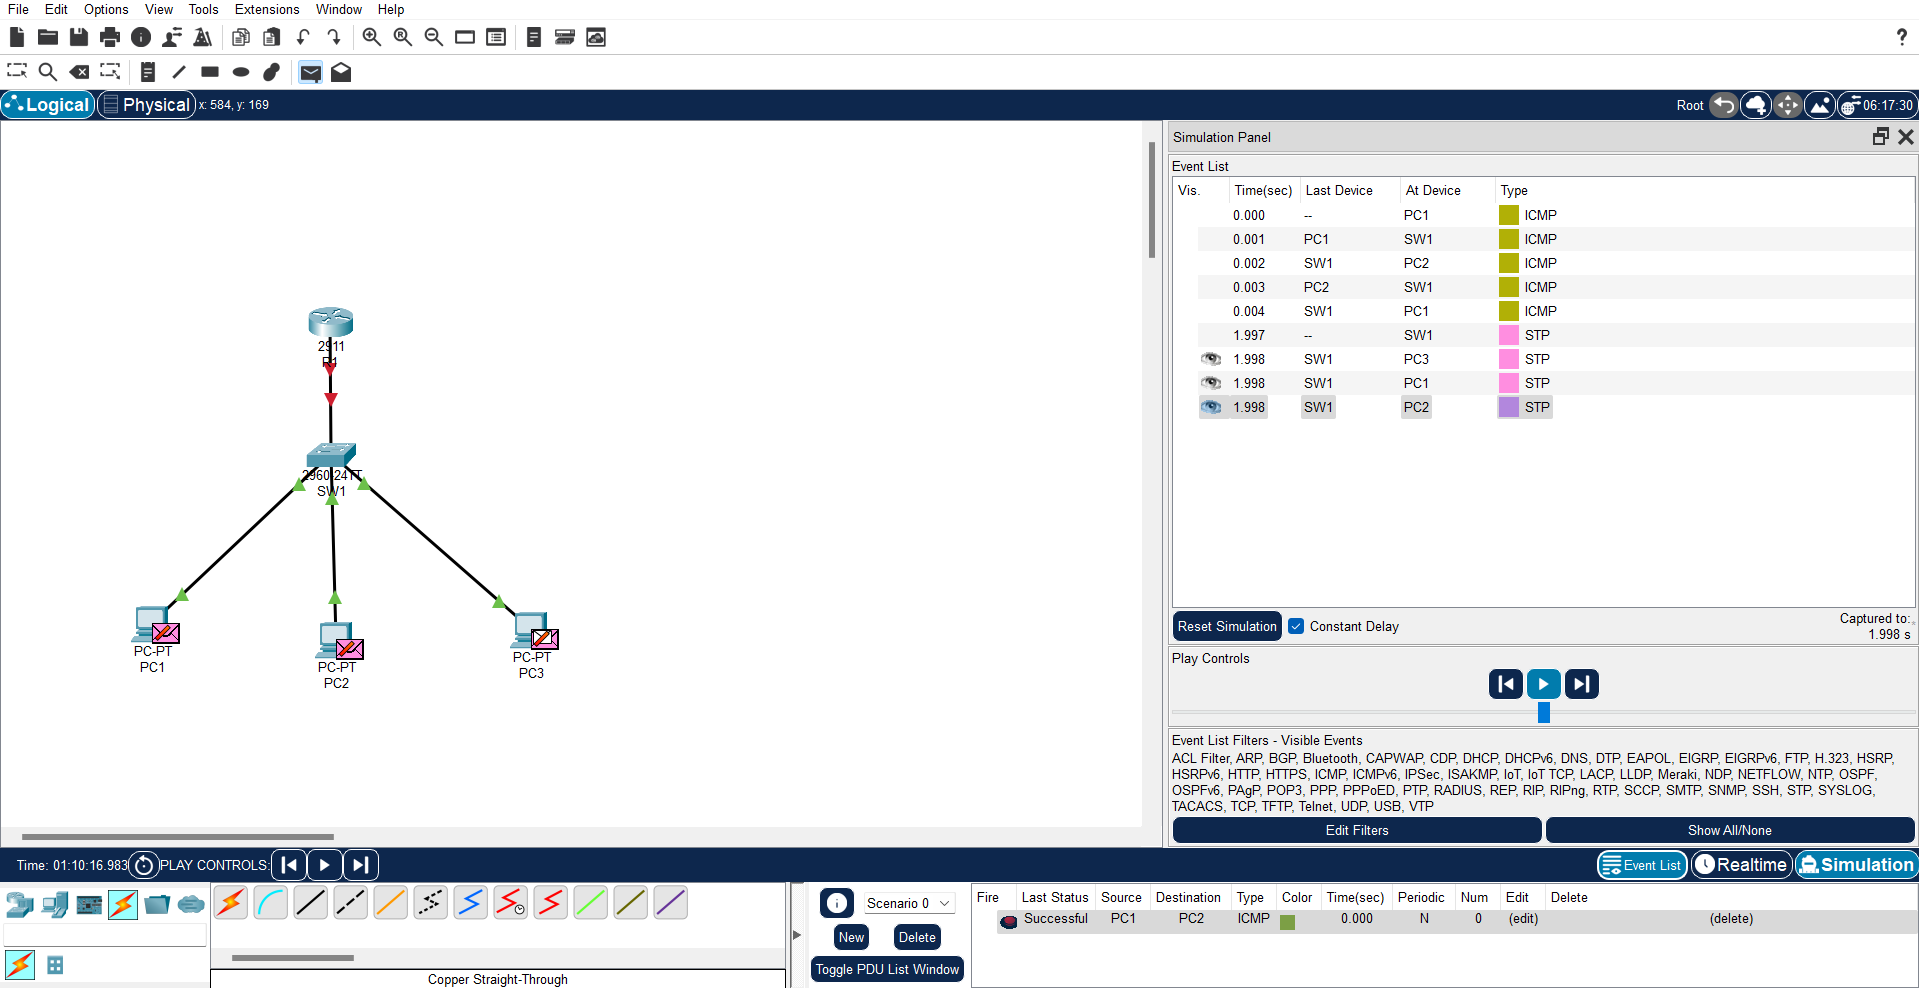 File Edit Options View Tools Extensions Window Help
?
Logical Physical x: 584, y: 169 Root 06:17:30
2911
R1
2960-24TT
SW1
PC-PT
PC1
PC-PT
PC2
PC-PT
PC3
Simulation Panel
Event List
Vis. Time(sec) Last Device At Device Type
0.000 -- PC1 ICMP
0.001 PC1 SW1 ICMP
0.002 SW1 PC2 ICMP
0.003 PC2 SW1 ICMP
0.004 SW1 PC1 ICMP
1.997 -- SW1 STP
1.998 SW1 PC3 STP
1.998 SW1 PC1 STP
1.998 SW1 PC2 STP
Reset Simulation Constant Delay Captured to:
1.998 s
Play Controls
Event List Filters - Visible Events
ACL Filter, ARP, BGP, Bluetooth, CAPWAP, CDP, DHCP, DHCPv6, DNS, DTP, EAPOL, EIGRP, EIGRPv6, FTP, H.323, HSRP,
HSRPv6, HTTP, HTTPS, ICMP, ICMPv6, IPSec, ISAKMP, IoT, IoT TCP, LACP, LLDP, Meraki, NDP, NETFLOW, NTP, OSPF,
OSPFv6, PAgP, POP3, PPP, PPPoED, PTP, RADIUS, REP, RIP, RIPng, RTP, SCCP, SMTP, SNMP, SSH, STP, SYSLOG,
TACACS, TCP, TFTP, Telnet, UDP, USB, VTP
Edit Filters Show All/None
Time: 01:10:16.983 PLAY CONTROLS: Event List Realtime Simulation
Copper Straight-Through
Scenario 0
New Delete
Toggle PDU List Window
Fire Last Status Source Destination Type Color Time(sec) Periodic Num Edit Delete
Successful PC1 PC2 ICMP 0.000 N 0 (edit) (delete)